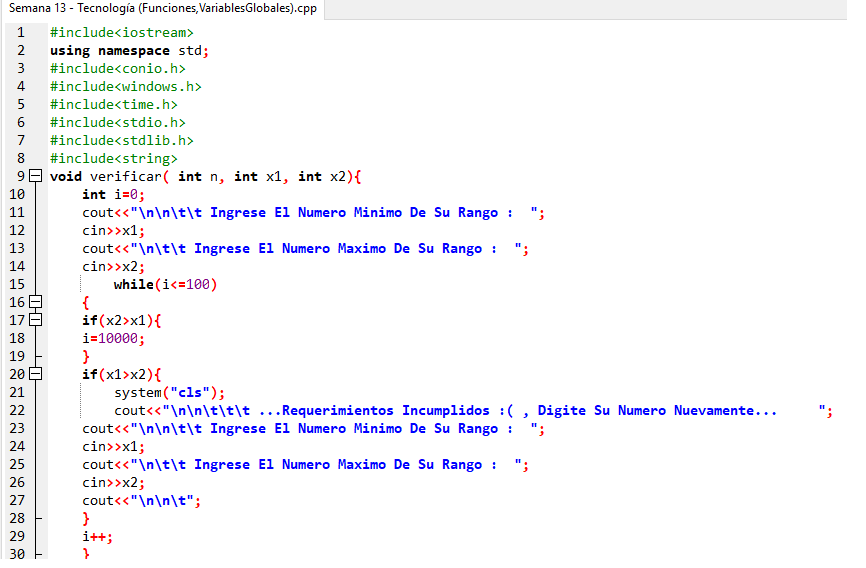 Semana 13 - Tecnología (Funciones,VariablesGlobales).cpp
1 #include<iostream>
2 using namespace std;
3 #include<conio.h>
4 #include<windows.h>
5 #include<time.h>
6 #include<stdio.h>
7 #include<stdlib.h>
8 #include<string>
9 void verificar( int n, int x1, int x2){
10 int i=0;
11 cout<<"\n\n\t\t Ingrese El Numero Minimo De Su Rango :  ";
12 cin>>x1;
13 cout<<"\n\t\t Ingrese El Numero Maximo De Su Rango :  ";
14 cin>>x2;
15 while(i<=100)
16 {
17 if(x2>x1){
18 i=10000;
19 }
20 if(x1>x2){
21 system("cls");
22 cout<<"\n\n\t\t\t ...Requerimientos Incumplidos :( , Digite Su Numero Nuevamente...     ";
23 cout<<"\n\n\t\t Ingrese El Numero Minimo De Su Rango :  ";
24 cin>>x1;
25 cout<<"\n\t\t Ingrese El Numero Maximo De Su Rango :  ";
26 cin>>x2;
27 cout<<"\n\n\t";
28 }
29 i++;
30 }